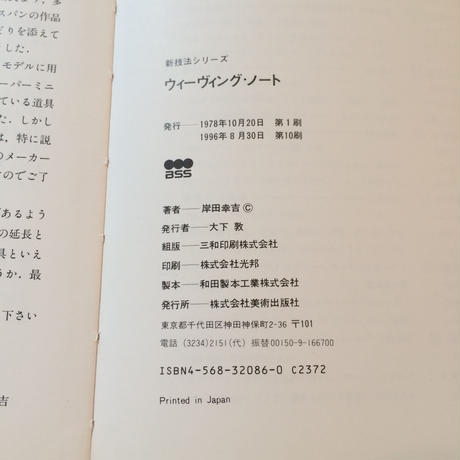 新技法シリーズ
ウィーヴィング・ノート
発行──1978年10月20日 第1刷
1996年8月30日 第10刷
BSS
著者──岸田幸吉©
発行者──大下 敦
組版──三和印刷株式会社
印刷──株式会社光邦
製本──和田製本工業株式会社
発行所──株式会社美術出版社
東京都千代田区神田神保町2-36 〒101
電話 (3234)2151(代) 振替00150-9-166700
ISBN4-568-32086-0 C2372
Printed in Japan
スパンの作品
どりを添えて
した.
モデルに用
ーパーミニ
ている道具
た. しかし
は, 特に説
のメーカー
のでご了
があるよう
の延長と
具といえ
うか. 最
下さい
吉